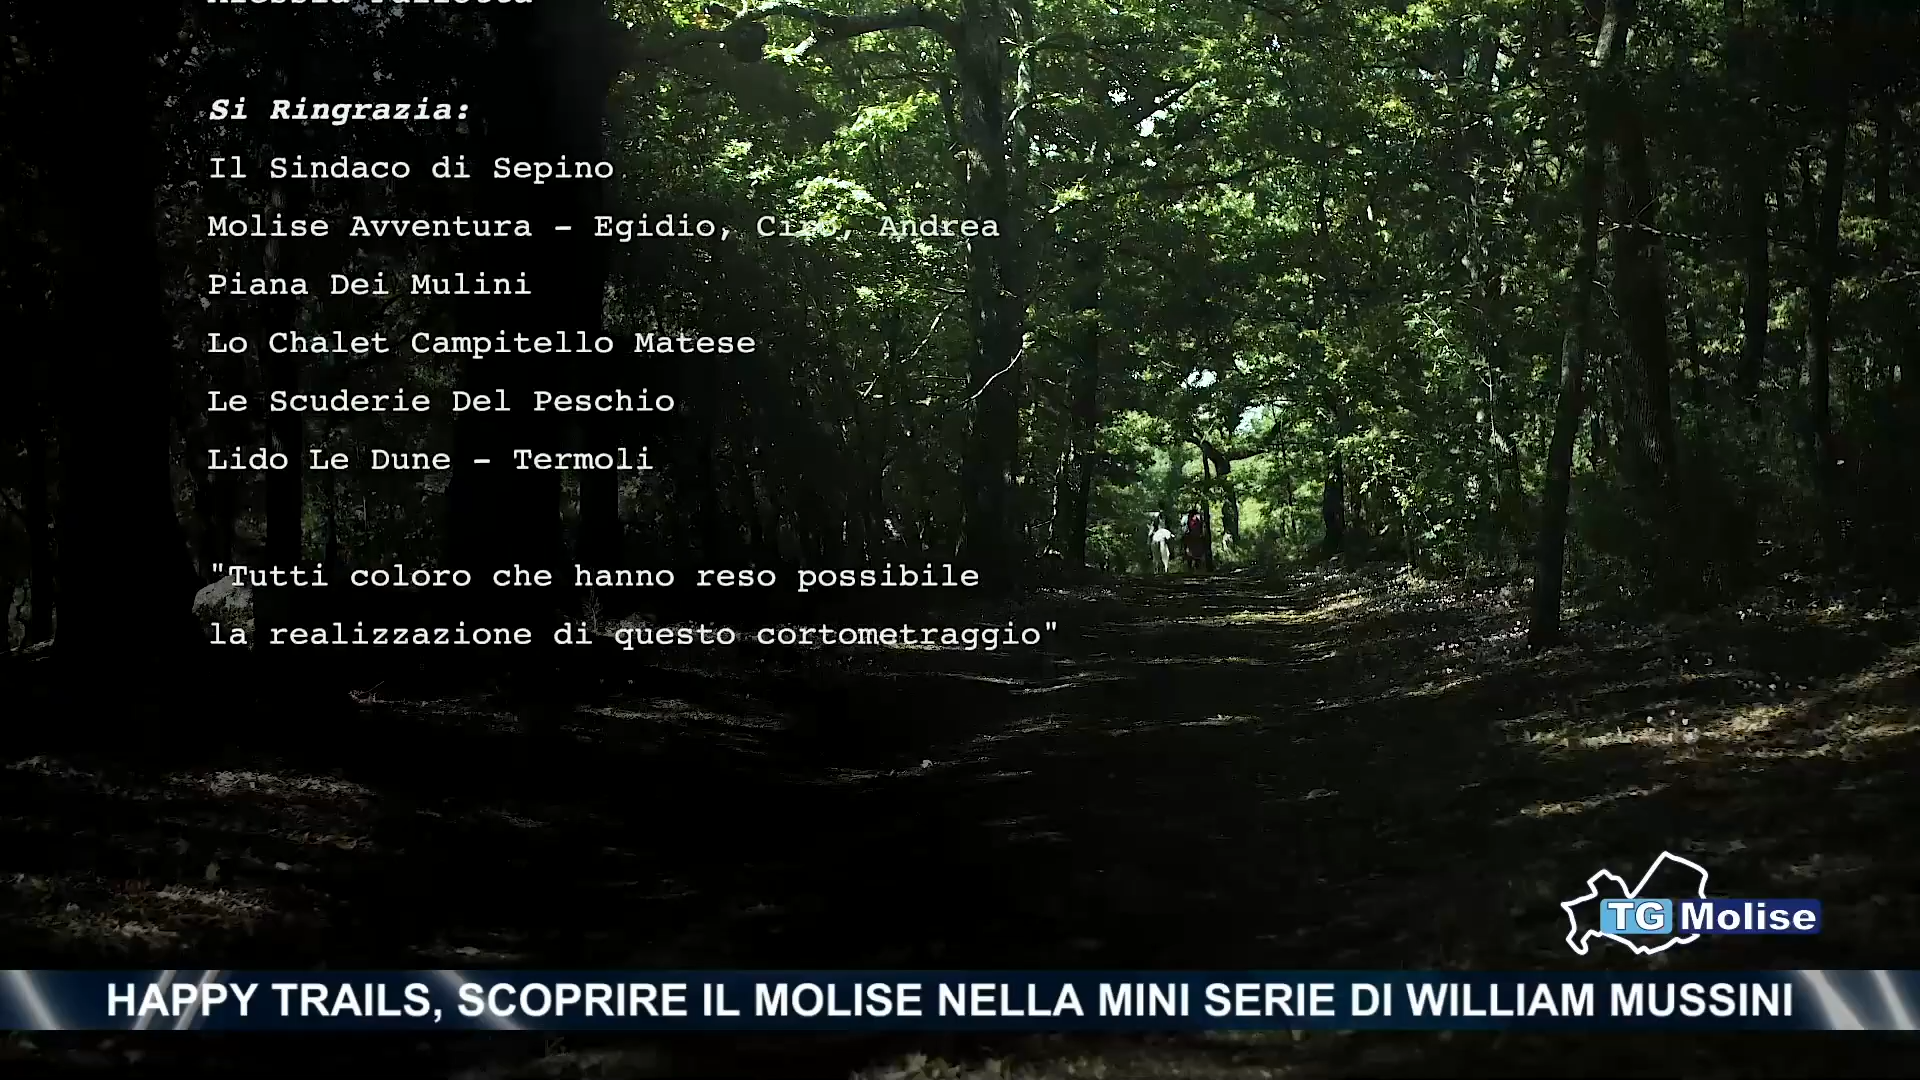 Si Ringrazia:
Il Sindaco di Sepino
Molise Avventura - Egidio, Ciro, Andrea
Piana Dei Mulini
Lo Chalet Campitello Matese
Le Scuderie Del Peschio
Lido Le Dune - Termoli
"Tutti coloro che hanno reso possibile
la realizzazione di questo cortometraggio"
TG Molise
HAPPY TRAILS, SCOPRIRE IL MOLISE NELLA MINI SERIE DI WILLIAM MUSSINI